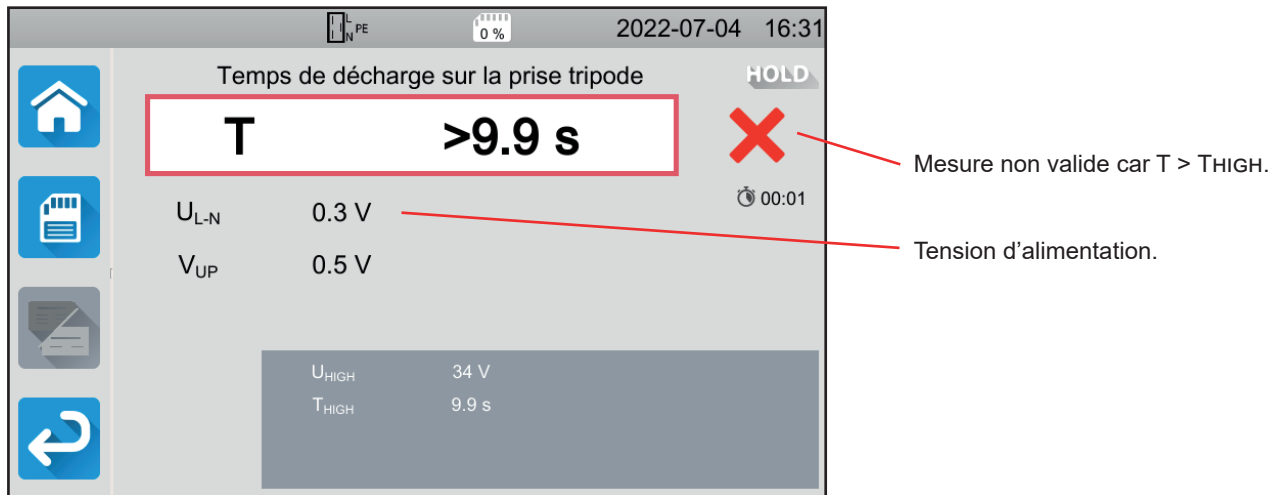 L
N PE
0 %
2022-07-04 16:31
Temps de décharge sur la prise tripode
HOLD
T >9.9 s
Mesure non valide car T > THIGH.
00:01
UL-N 0.3 V
Tension d’alimentation.
VUP 0.5 V
UHIGH 34 V
THIGH 9.9 s